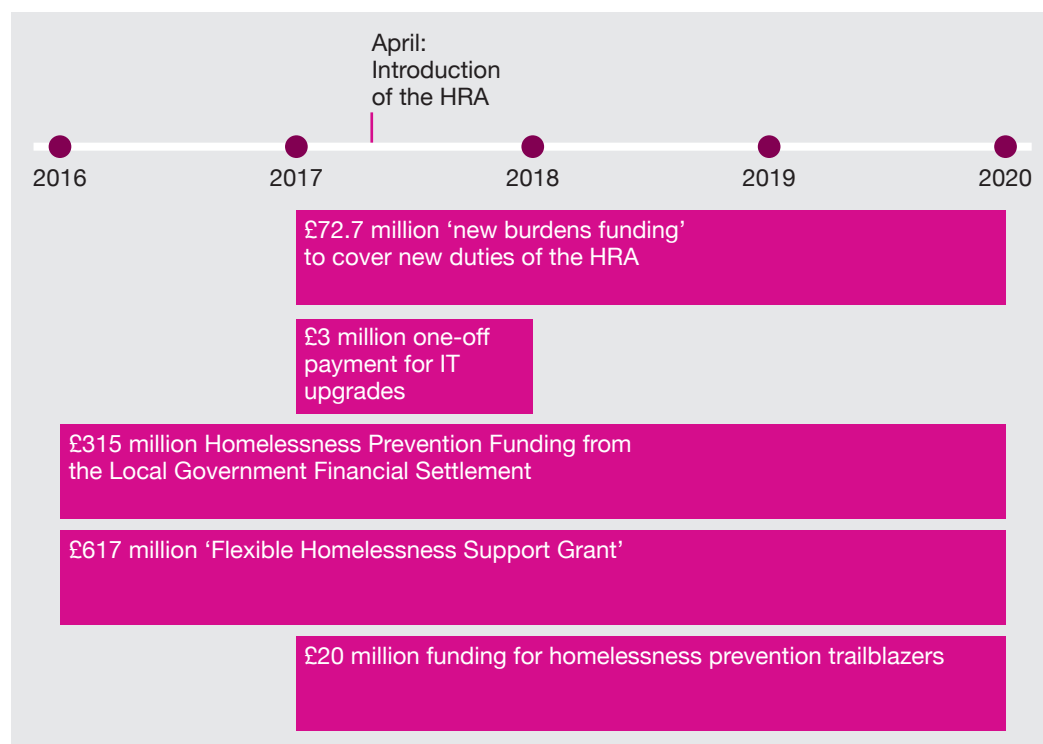 April:
Introduction
of the HRA
2016 2017 2018 2019 2020
£72.7 million ‘new burdens funding’
to cover new duties of the HRA
£3 million one-off
payment for IT
upgrades
£315 million Homelessness Prevention Funding from
the Local Government Financial Settlement
£617 million ‘Flexible Homelessness Support Grant’
£20 million funding for homelessness prevention trailblazers